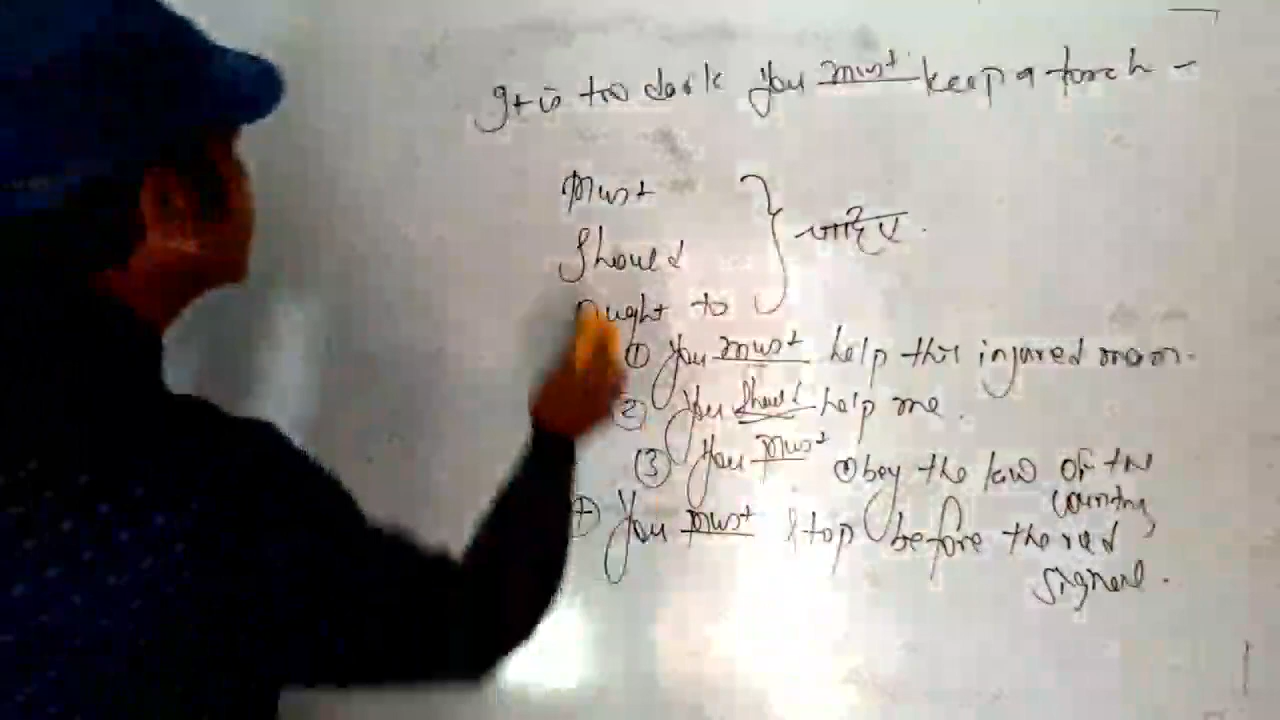 It is too dark you must keep a torch -
Must
Should
चाहिए.
Ought to
① You must help this injured man.
② You should help me.
(3) You must obey the law of the
country
You must stop before the red
signal.